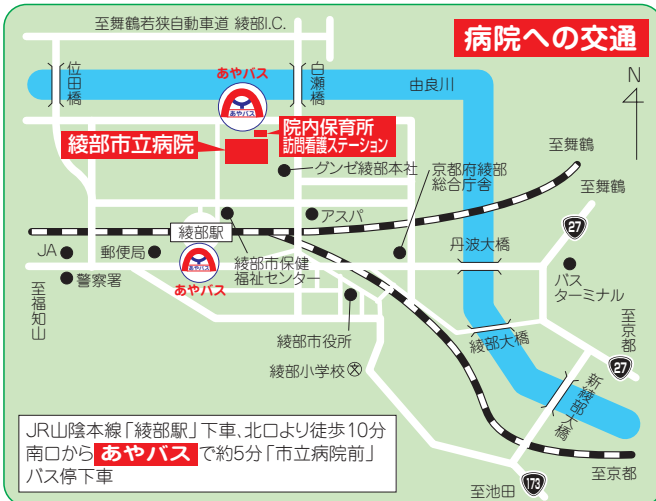 至舞鶴若狭自動車道 綾部I.C.
病院への交通
位田橋
あやバス
あやバス
白瀬橋
由良川
N
綾部市立病院
院内保育所
訪問看護ステーション
グンゼ綾部本社
京都府綾部
総合庁舎
至舞鶴
至舞鶴
27
アスパ
綾部駅
JA
郵便局
警察署
あやバス
あやバス
綾部市保健
福祉センター
丹波大橋
バス
ターミナル
至福知山
綾部市役所
綾部大橋
至京都
27
綾部小学校
文
新綾部大橋
JR山陰本線「綾部駅」下車、北口より徒歩10分
南口から あやバス で約5分「市立病院前」
バス停下車
至池田
173
至京都